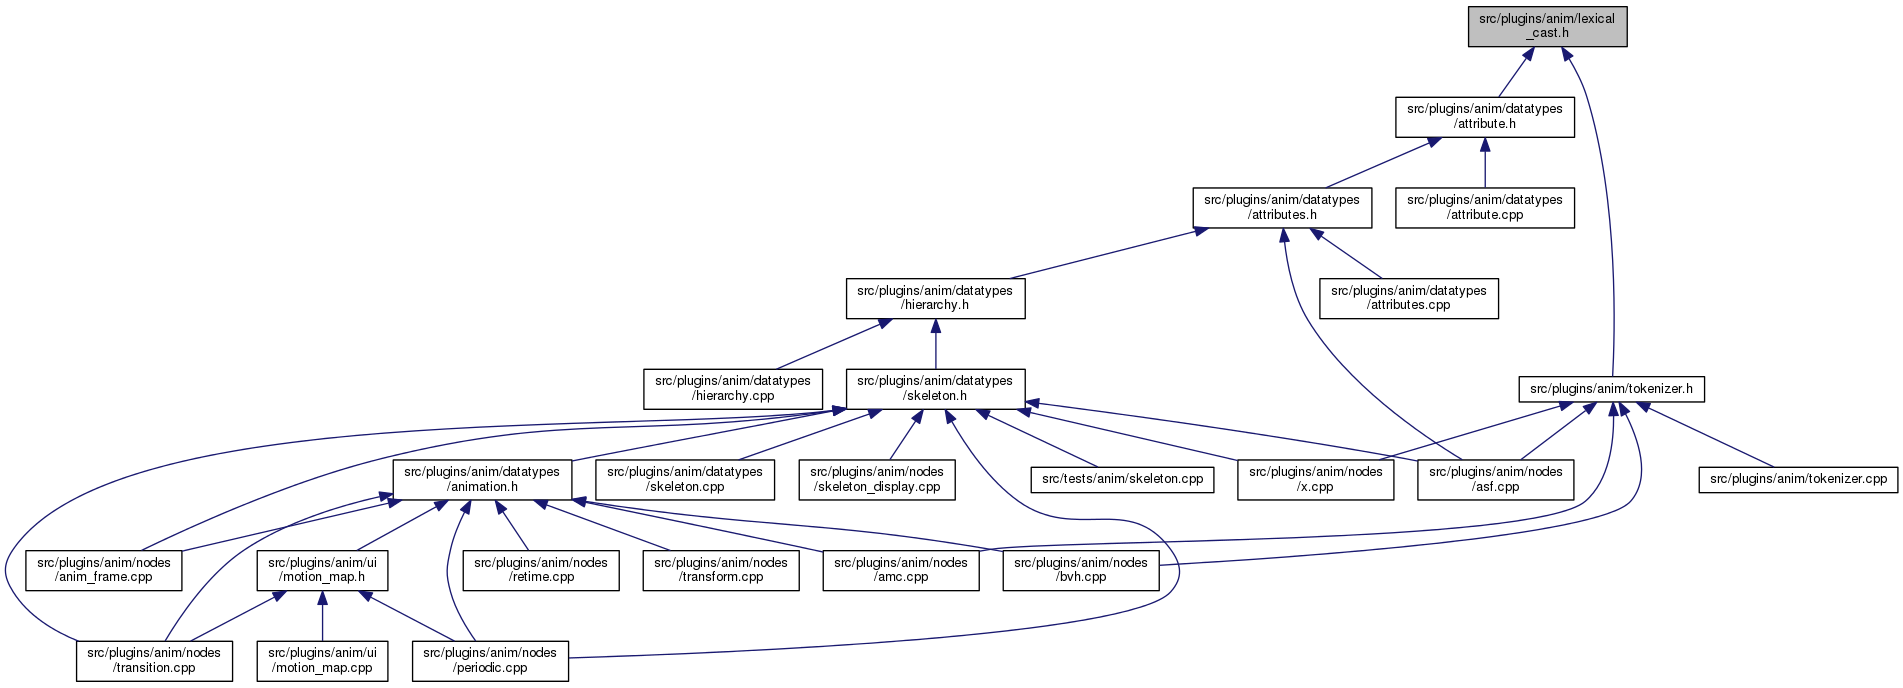 src/plugins/anim/lexical
_cast.h
src/plugins/anim/datatypes
/attribute.h
src/plugins/anim/datatypes
/attributes.h
src/plugins/anim/datatypes
/attribute.cpp
src/plugins/anim/datatypes
/hierarchy.h
src/plugins/anim/datatypes
/attributes.cpp
src/plugins/anim/datatypes
/hierarchy.cpp
src/plugins/anim/datatypes
/skeleton.h
src/plugins/anim/tokenizer.h
src/plugins/anim/datatypes
/animation.h
src/plugins/anim/datatypes
/skeleton.cpp
src/plugins/anim/nodes
/skeleton_display.cpp
src/tests/anim/skeleton.cpp
src/plugins/anim/nodes
/x.cpp
src/plugins/anim/nodes
/asf.cpp
src/plugins/anim/tokenizer.cpp
src/plugins/anim/nodes
/anim_frame.cpp
src/plugins/anim/ui
/motion_map.h
src/plugins/anim/nodes
/retime.cpp
src/plugins/anim/nodes
/transform.cpp
src/plugins/anim/nodes
/amc.cpp
src/plugins/anim/nodes
/bvh.cpp
src/plugins/anim/nodes
/transition.cpp
src/plugins/anim/ui
/motion_map.cpp
src/plugins/anim/nodes
/periodic.cpp